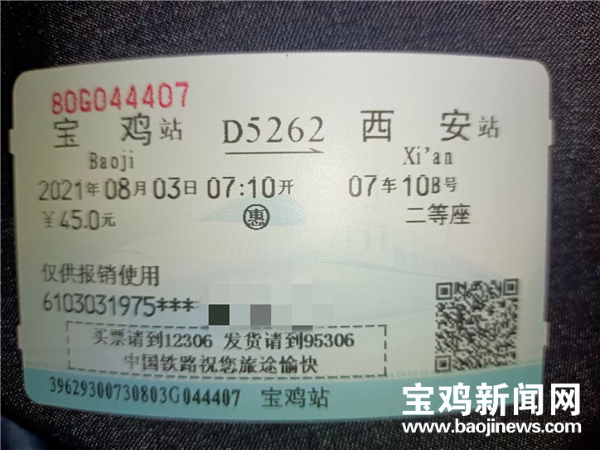 80G044407
宝鸡站 D5262 西安站
Baoji Xi'an
2021年08月03日 07:10开 07车10B号
￥45.0元 惠 二等座
仅供报销使用
6103031975***
买票请到12306 发货请到95306
中国铁路祝您旅途愉快
39629300730803G044407 宝鸡站
宝鸡新闻网
www.baojinews.com